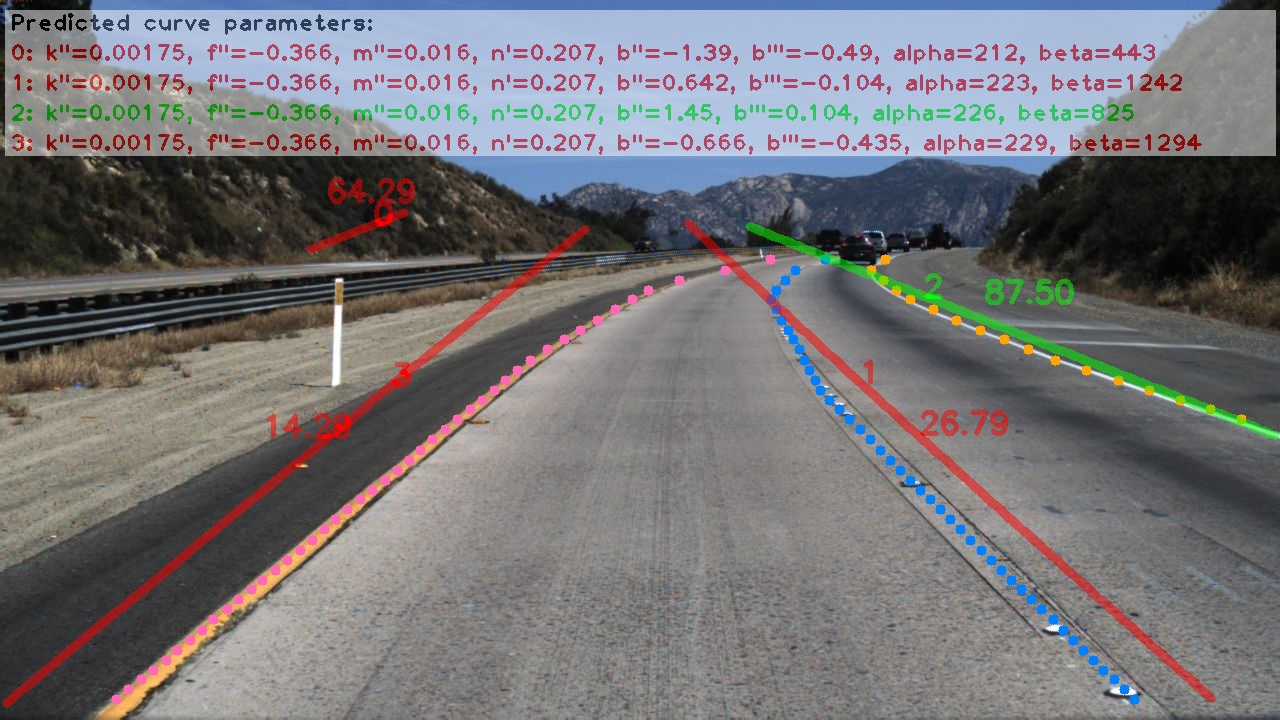 Predicted curve parameters:
0: k''=0.00175, f''=-0.366, m''=0.016, n'=0.207, b''=-1.39, b'''=-0.49, alpha=212, beta=443
1: k''=0.00175, f''=-0.366, m''=0.016, n'=0.207, b''=0.642, b'''=-0.104, alpha=223, beta=1242
2: k''=0.00175, f''=-0.366, m''=0.016, n'=0.207, b''=1.45, b'''=0.104, alpha=226, beta=825
3: k''=0.00175, f''=-0.366, m''=0.016, n'=0.207, b''=-0.666, b'''=-0.435, alpha=229, beta=1294
64.29
0
2 87.50
3
1
14.29
26.79